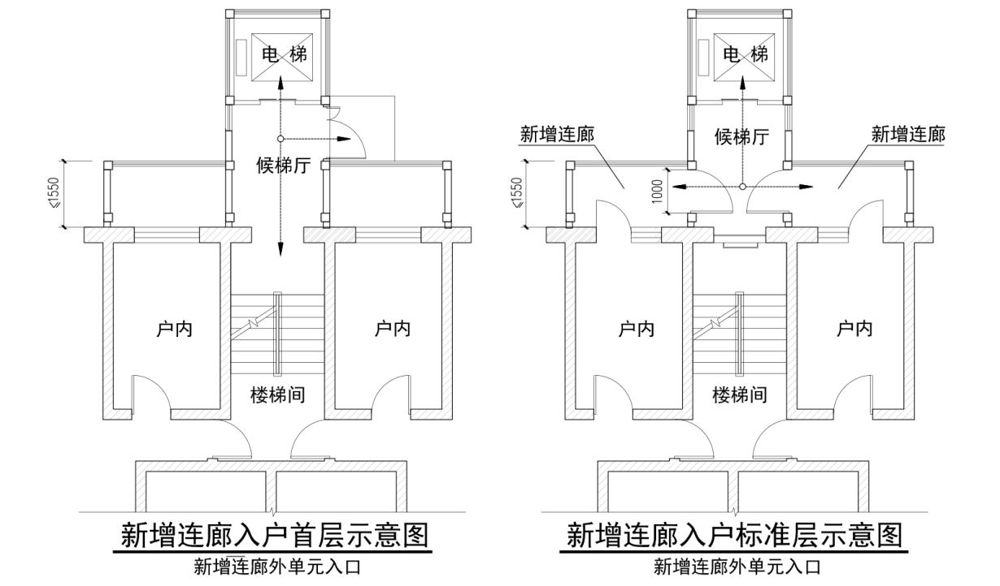 电 梯
候梯厅
≤1550
户内
户内
楼梯间
新增连廊入户首层示意图
新增连廊外单元入口
电 梯
新增连廊
候梯厅
新增连廊
≤1550
1000
户内
户内
楼梯间
新增连廊入户标准层示意图
新增连廊外单元入口